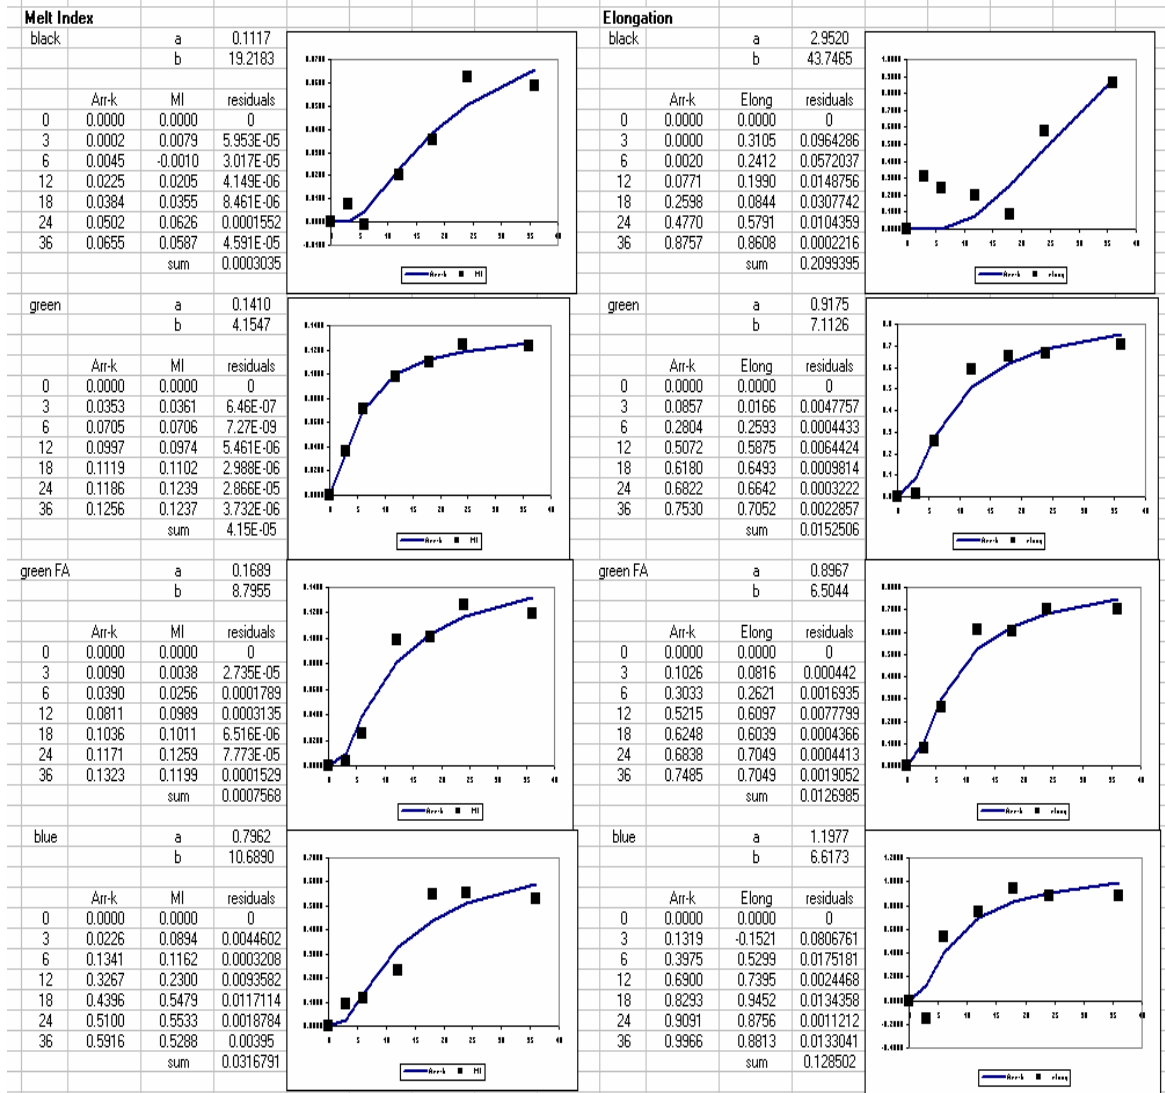 Melt Index
black a 0.1117
b 19.2183
Arr-k MI residuals
0 0.0000 0.0000 0
3 0.0002 0.0079 5.953E-05
6 0.0045 -0.0010 3.017E-05
12 0.0225 0.0205 4.149E-06
18 0.0384 0.0355 8.461E-06
24 0.0502 0.0626 0.0001552
36 0.0655 0.0587 4.591E-05
sum 0.0003035
Arr-k MI
green a 0.1410
b 4.1547
Arr-k MI residuals
0 0.0000 0.0000 0
3 0.0353 0.0361 6.46E-07
6 0.0705 0.0706 7.27E-09
12 0.0997 0.0974 5.461E-06
18 0.1119 0.1102 2.988E-06
24 0.1186 0.1239 2.866E-05
36 0.1256 0.1237 3.732E-06
sum 4.15E-05
Arr-k MI
green FA a 0.1689
b 8.7955
Arr-k MI residuals
0 0.0000 0.0000 0
3 0.0090 0.0038 2.735E-05
6 0.0390 0.0256 0.0001789
12 0.0811 0.0989 0.0003135
18 0.1036 0.1011 6.516E-06
24 0.1171 0.1259 7.773E-05
36 0.1323 0.1199 0.0001529
sum 0.0007568
Arr-k MI
blue a 0.7962
b 10.6890
Arr-k MI residuals
0 0.0000 0.0000 0
3 0.0226 0.0894 0.0044602
6 0.1341 0.1162 0.0003208
12 0.3267 0.2300 0.0093582
18 0.4396 0.5479 0.0117114
24 0.5100 0.5533 0.0018784
36 0.5916 0.5288 0.00395
sum 0.0316791
Arr-k MI
Elongation
black a 2.9520
b 43.7465
Arr-k Elong residuals
0 0.0000 0.0000 0
3 0.0000 0.3105 0.0964286
6 0.0020 0.2412 0.0572037
12 0.0771 0.1990 0.0148756
18 0.2598 0.0844 0.0307742
24 0.4770 0.5791 0.0104359
36 0.8757 0.8608 0.0002216
sum 0.2099395
Arr-k elong
green a 0.9175
b 7.1126
Arr-k Elong residuals
0 0.0000 0.0000 0
3 0.0857 0.0166 0.0047757
6 0.2804 0.2593 0.0004433
12 0.5072 0.5875 0.0064424
18 0.6180 0.6493 0.0009814
24 0.6822 0.6642 0.0003222
36 0.7530 0.7052 0.0022857
sum 0.0152506
Arr-k elong
green FA a 0.8967
b 6.5044
Arr-k Elong residuals
0 0.0000 0.0000 0
3 0.1026 0.0816 0.000442
6 0.3033 0.2621 0.0016935
12 0.5215 0.6097 0.0077799
18 0.6248 0.6039 0.0004366
24 0.6838 0.7049 0.0004413
36 0.7485 0.7049 0.0019052
sum 0.0126985
Arr-k elong
blue a 1.1977
b 6.6173
Arr-k Elong residuals
0 0.0000 0.0000 0
3 0.1319 -0.1521 0.0806761
6 0.3975 0.5299 0.0175181
12 0.6900 0.7395 0.0024468
18 0.8293 0.9452 0.0134358
24 0.9091 0.8756 0.0011212
36 0.9966 0.8813 0.0133041
sum 0.128502
Arr-k elong